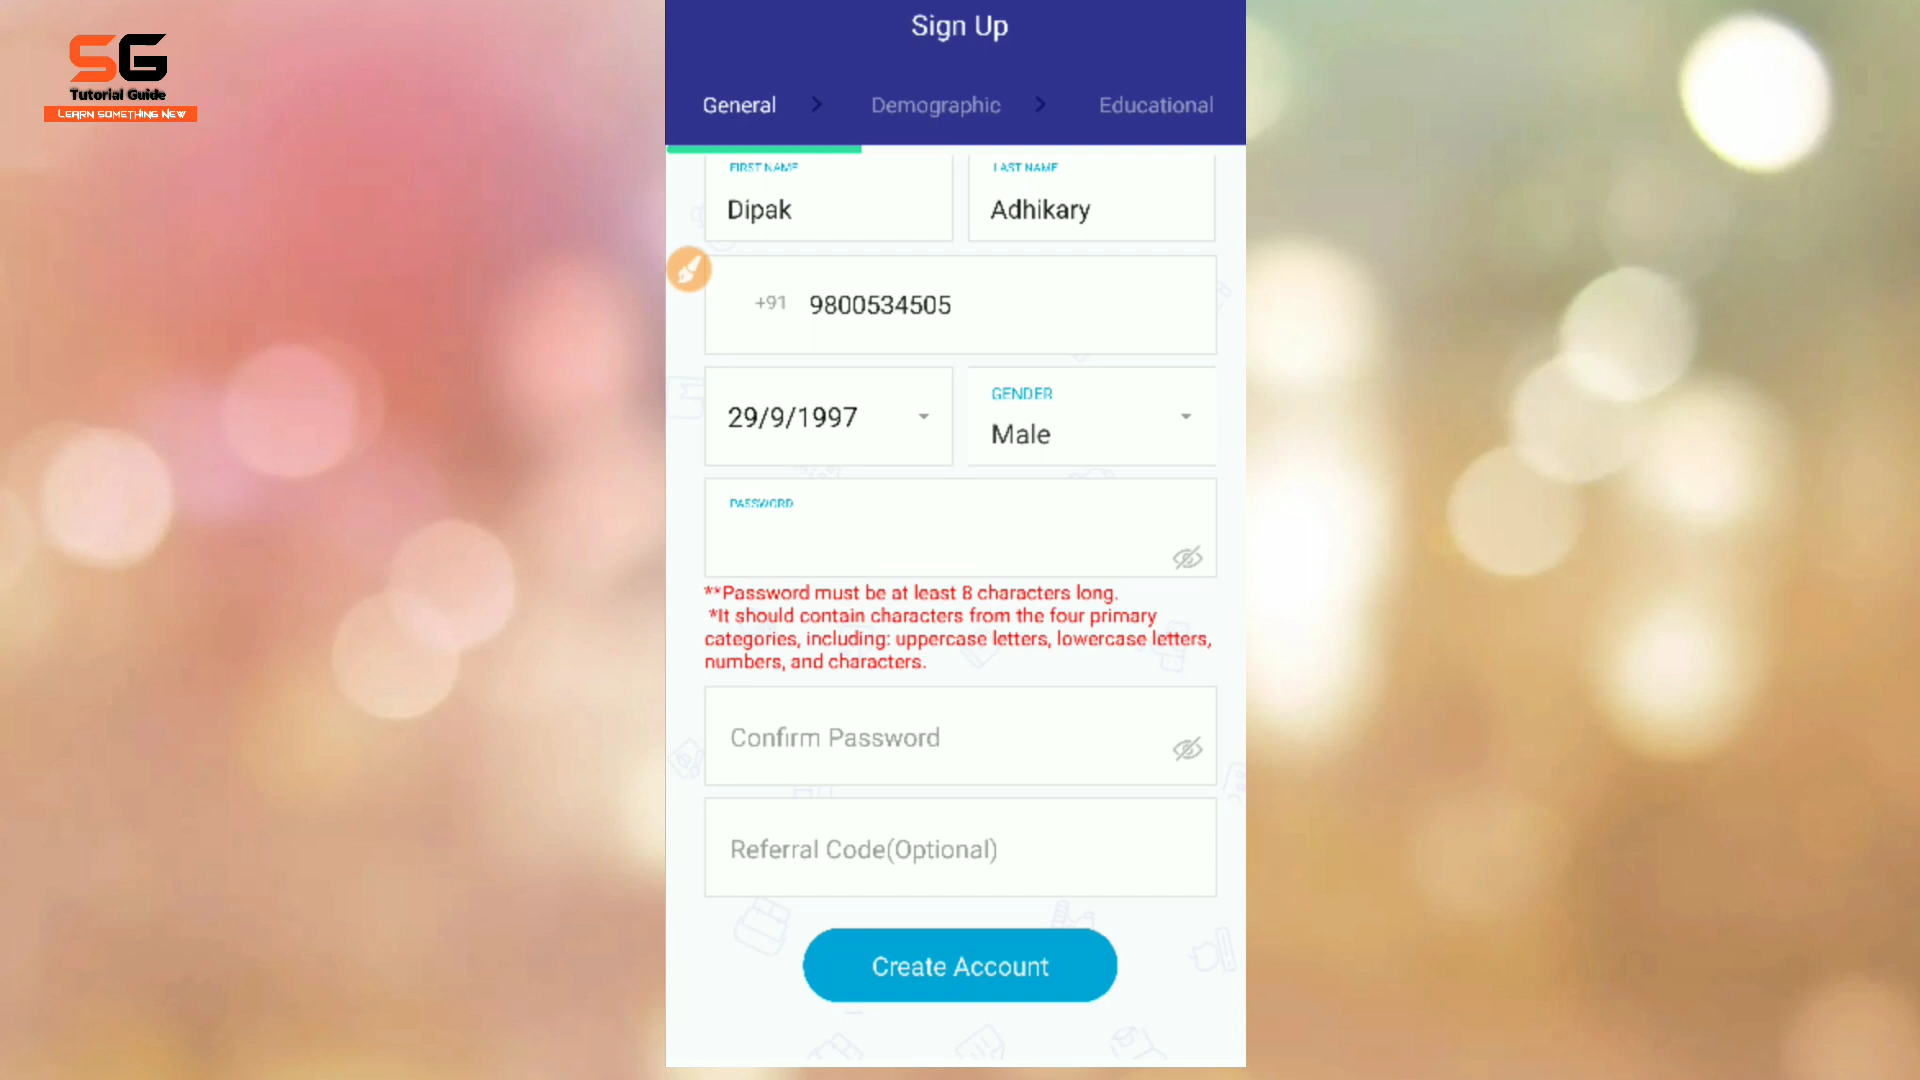 SG
Tutorial Guide
LEARN SOMETHING NEW
Sign Up
General
Demographic
Educational
FIRST NAME
LAST NAME
Dipak
Adhikary
+91 9800534505
29/9/1997
GENDER
Male
PASSWORD
**Password must be at least 8 characters long.
*It should contain characters from the four primary
categories, including: uppercase letters, lowercase letters,
numbers, and characters.
Confirm Password
Referral Code(Optional)
Create Account